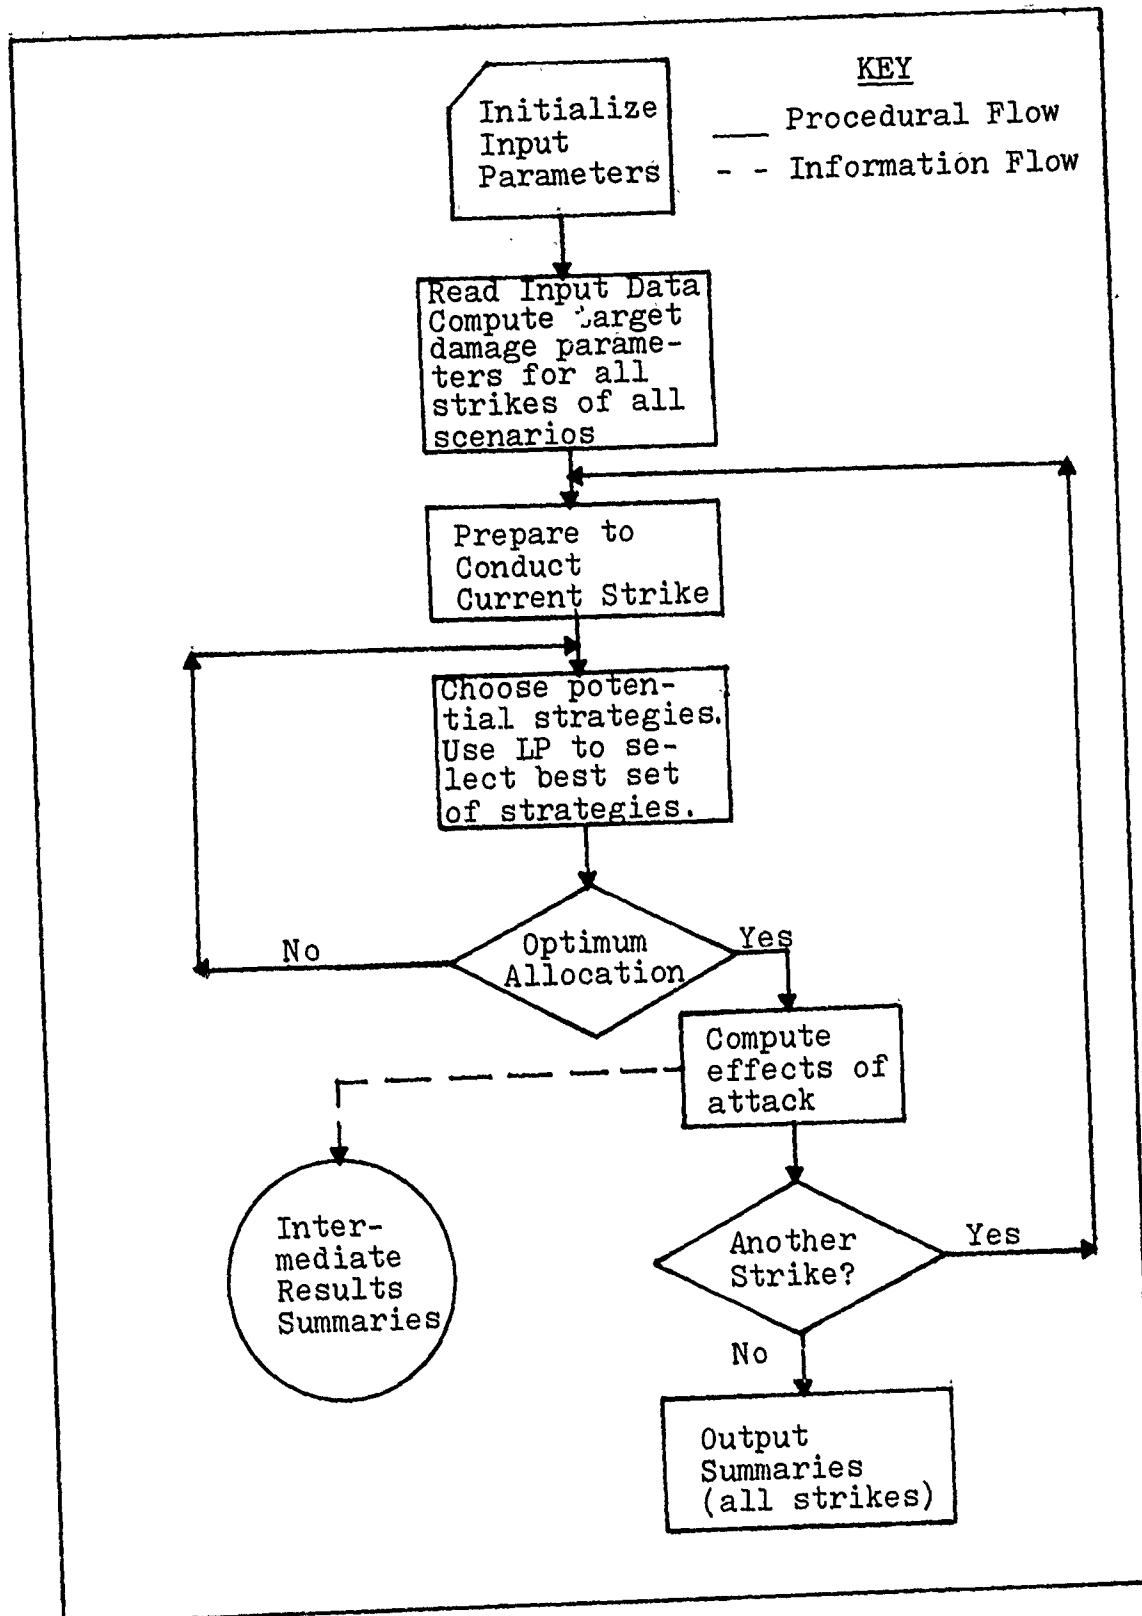 KEY
Initialize
Input
Parameters
Procedural Flow
Information Flow
Read Input Data
Compute target
damage parame-
ters for all
strikes of all
scenarios
Prepare to
Conduct
Current Strike
Choose poten-
tial strategies.
Use LP to se-
lect best set
of strategies.
No
Optimum
Allocation
Yes
Compute
effects of
attack
Inter-
mediate
Results
Summaries
Another
Strike?
Yes
No
Output
Summaries
(all strikes)